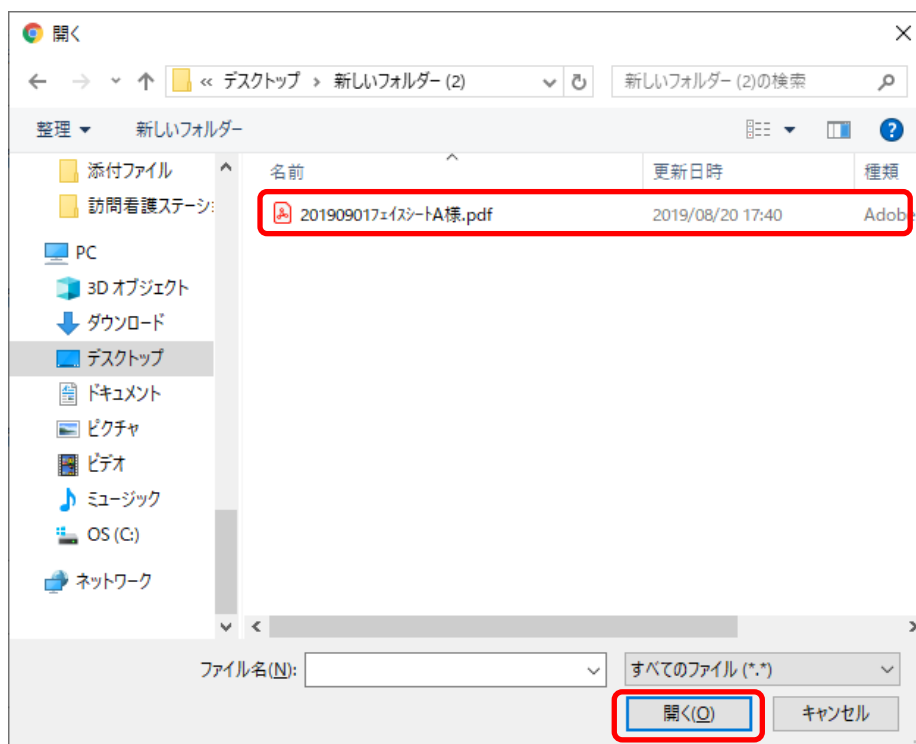 開く
« デスクトップ › 新しいフォルダー (2)
新しいフォルダー (2)の検索
整理
新しいフォルダー
添付ファイル
訪問看護ステーシ
PC
3D オブジェクト
ダウンロード
デスクトップ
ドキュメント
ピクチャ
ビデオ
ミュージック
OS (C:)
ネットワーク
名前 更新日時 種類
201909017ｪｲｽｼｰﾄA様.pdf 2019/08/20 17:40 Adobe
ファイル名(N):
すべてのファイル (*.*)
開く(O)
キャンセル